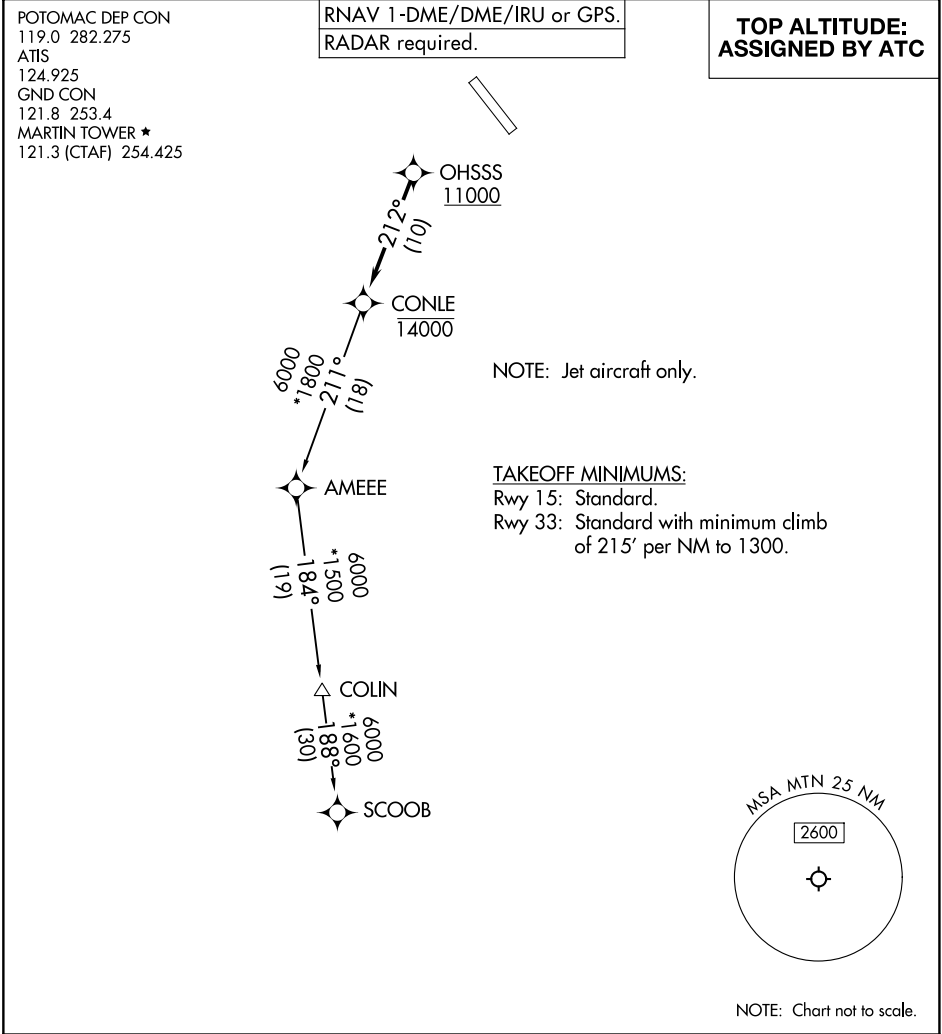 POTOMAC DEP CON
119.0 282.275
ATIS
124.925
GND CON
121.8 253.4
MARTIN TOWER ★
121.3 (CTAF) 254.425
RNAV 1-DME/DME/IRU or GPS.
RADAR required.
TOP ALTITUDE:
ASSIGNED BY ATC
OHSSS
11000
212°
(10)
CONLE
14000
6000
*1800
211°
(18)
NOTE: Jet aircraft only.
AMEEE
TAKEOFF MINIMUMS:
Rwy 15: Standard.
Rwy 33: Standard with minimum climb
of 215' per NM to 1300.
6000
*1500
184°
(19)
COLIN
6000
*1600
188°
(30)
SCOOB
MSA MTN 25 NM
2600
NOTE: Chart not to scale.